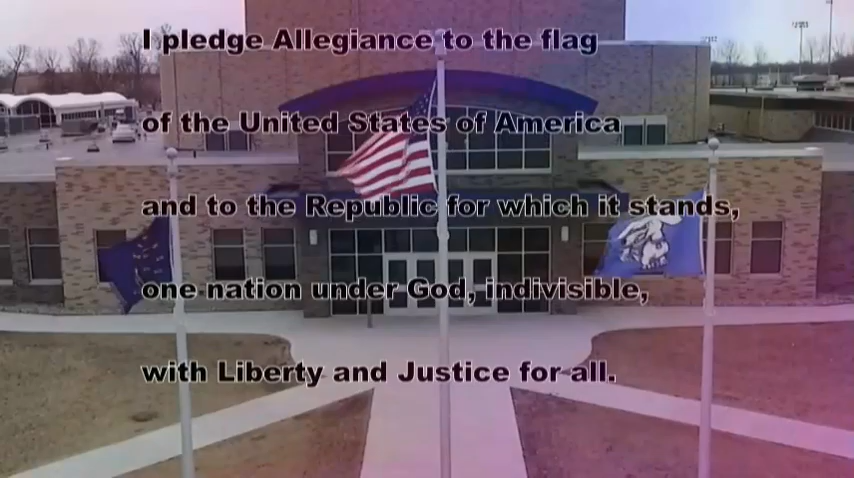 I pledge Allegiance to the flag
of the United States of America
and to the Republic for which it stands,
one nation under God, indivisible,
with Liberty and Justice for all.